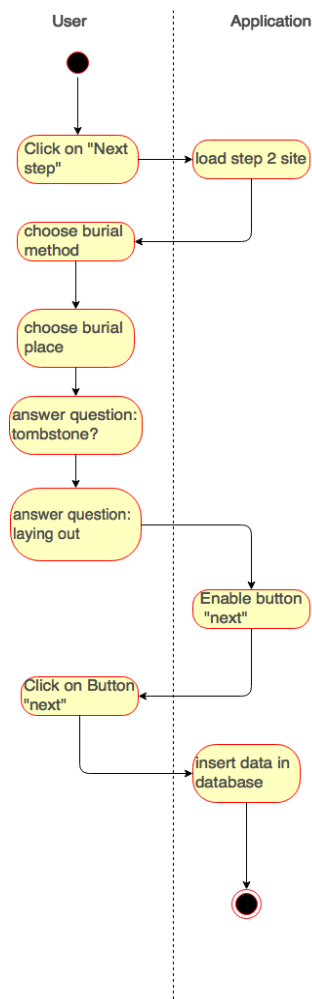 User
Application
Click on "Next
step"
load step 2 site
choose burial
method
choose burial
place
answer question:
tombstone?
answer question:
laying out
Enable button
"next"
Click on Button
"next"
insert data in
database